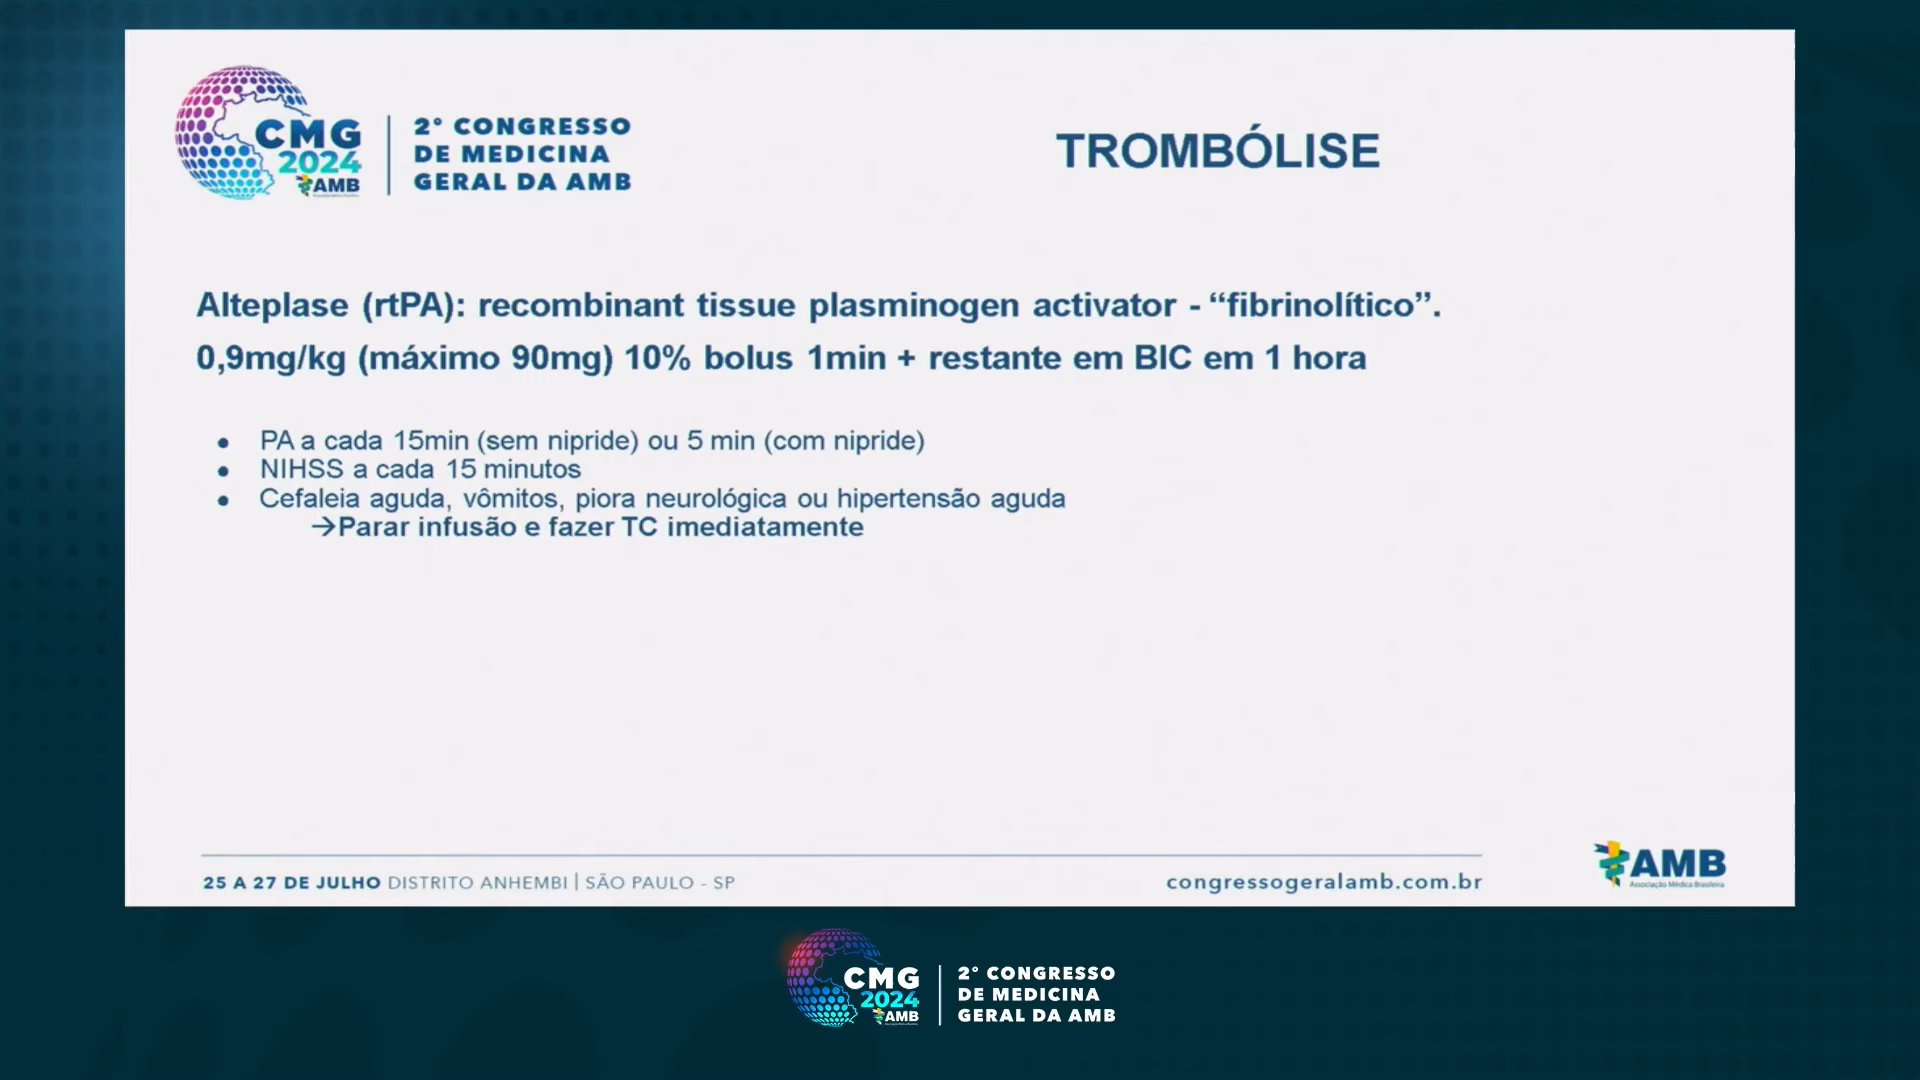 CMG
2024
AMB
2° CONGRESSO
DE MEDICINA
GERAL DA AMB
TROMBÓLISE
Alteplase (rtPA): recombinant tissue plasminogen activator - “fibrinolítico”.
0,9mg/kg (máximo 90mg) 10% bolus 1min + restante em BIC em 1 hora
● PA a cada 15min (sem nipride) ou 5 min (com nipride)
● NIHSS a cada 15 minutos
● Cefaleia aguda, vômitos, piora neurológica ou hipertensão aguda
→Parar infusão e fazer TC imediatamente
25 A 27 DE JULHO DISTRITO ANHEMBI | SÃO PAULO - SP
congressogeralamb.com.br
AMB
Associação Médica Brasileira
CMG
2024
AMB
2° CONGRESSO
DE MEDICINA
GERAL DA AMB